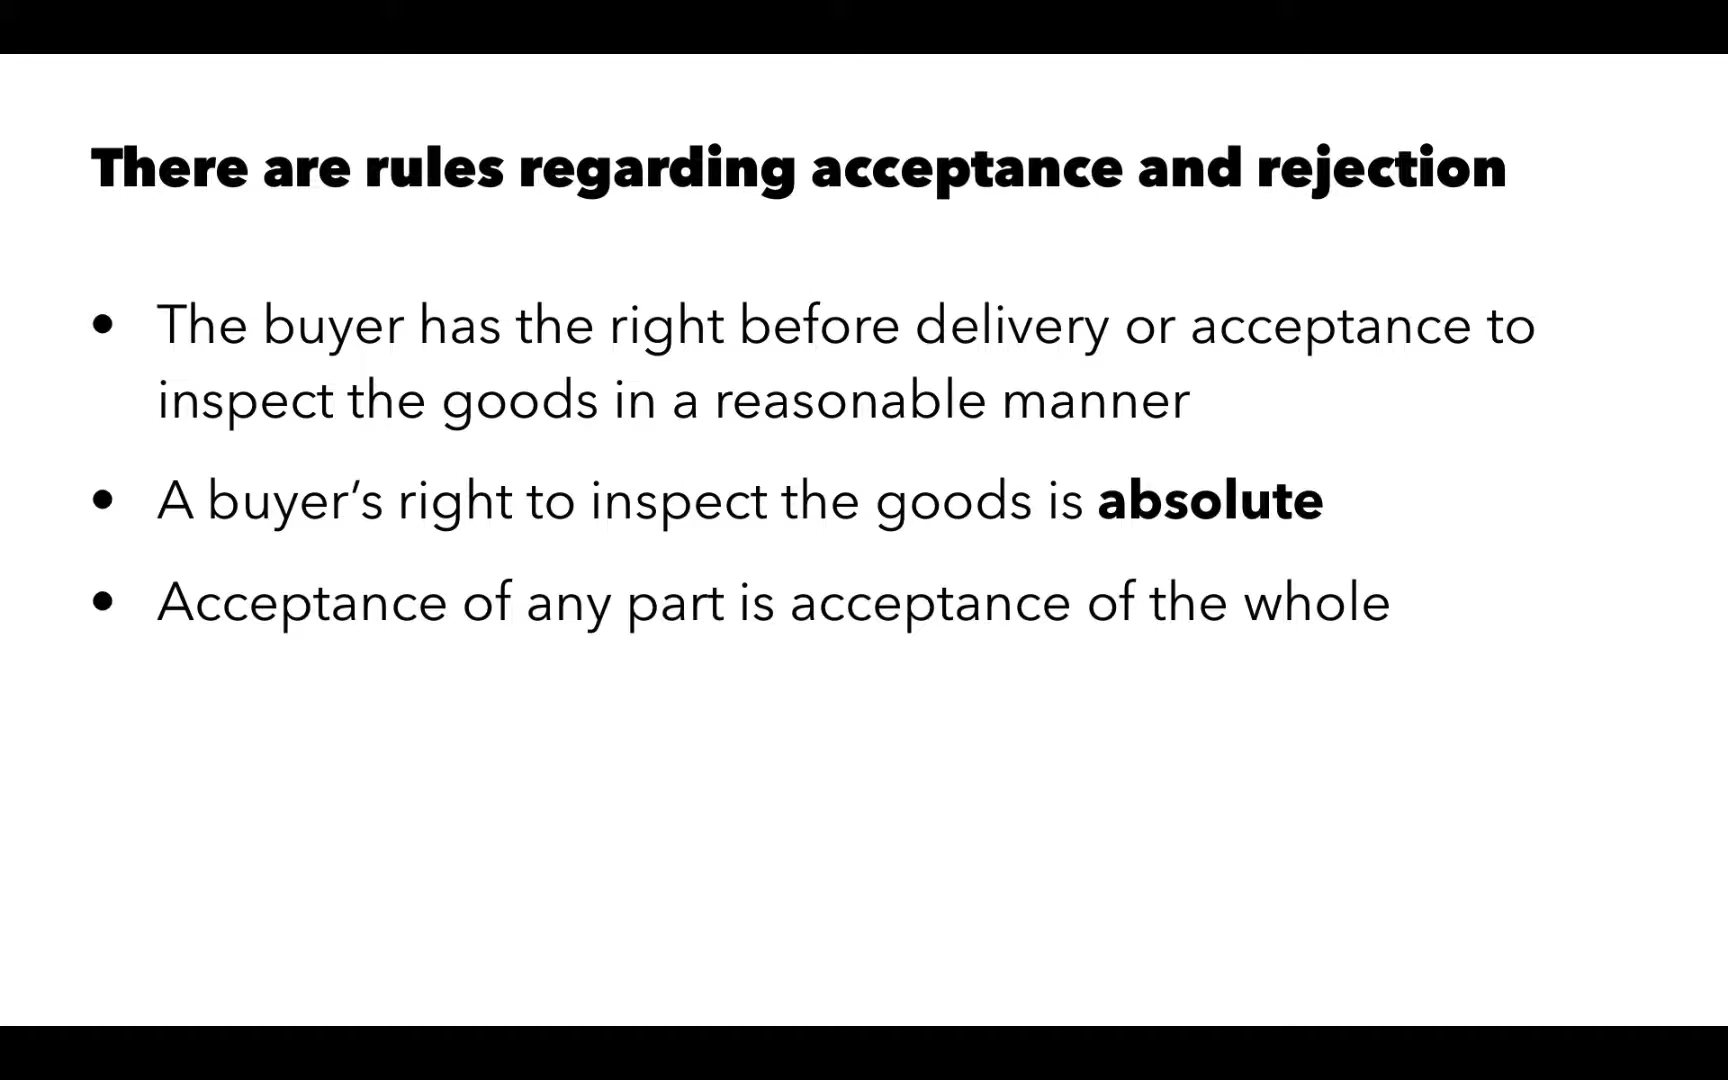 There are rules regarding acceptance and rejection
• The buyer has the right before delivery or acceptance to
inspect the goods in a reasonable manner
• A buyer’s right to inspect the goods is absolute
• Acceptance of any part is acceptance of the whole